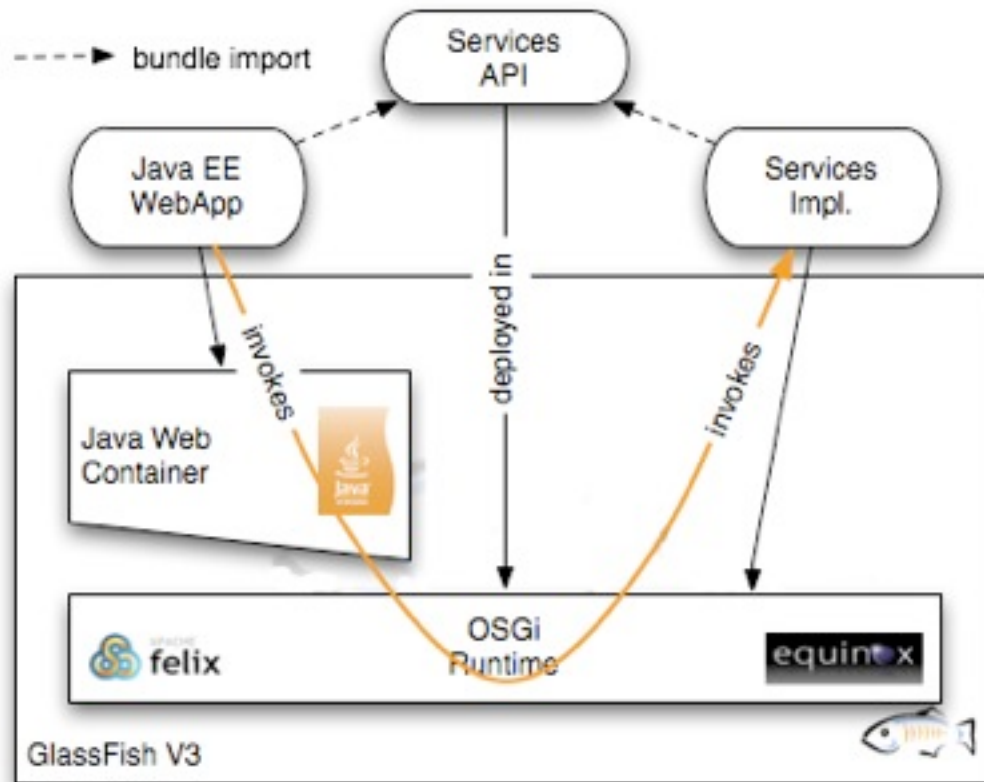 Services
API
bundle import
Java EE
WebApp
Services
Impl.
deployed in
invokes
invokes
Java Web
Container
Java
OSGi
Runtime
APACHE
felix
equinox
GlassFish V3